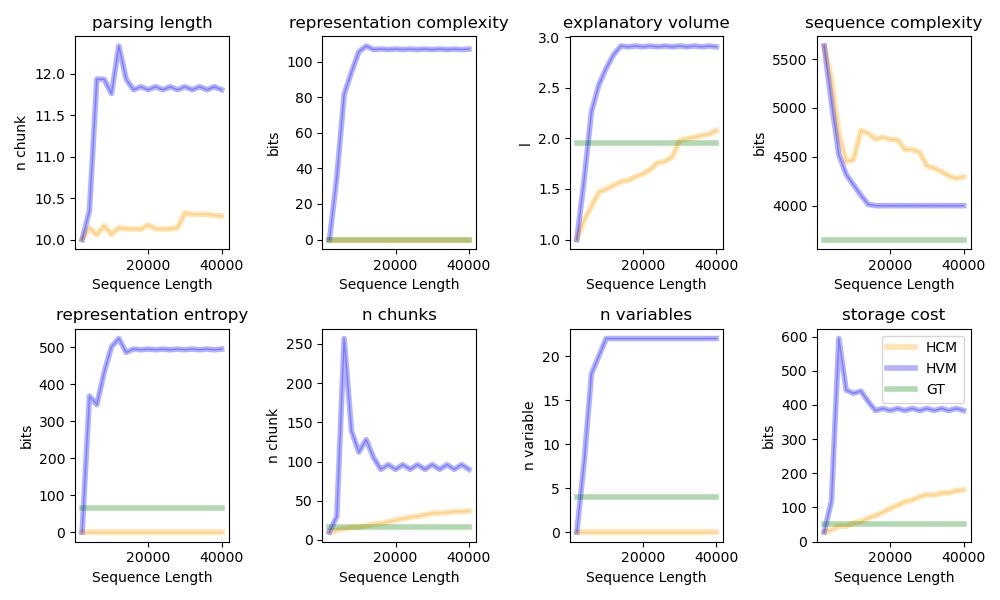 parsing length
n chunk
12.0
11.5
11.0
10.5
10.0
20000 40000
Sequence Length
representation complexity
bits
100
80
60
40
20
0
20000 40000
Sequence Length
explanatory volume
l
3.0
2.5
2.0
1.5
1.0
20000 40000
Sequence Length
sequence complexity
bits
5500
5000
4500
4000
20000 40000
Sequence Length
representation entropy
bits
500
400
300
200
100
0
20000 40000
Sequence Length
n chunks
n chunk
250
200
150
100
50
0
20000 40000
Sequence Length
n variables
n variable
20
15
10
5
0
20000 40000
Sequence Length
storage cost
bits
600
500
400
300
200
100
0
20000 40000
Sequence Length
HCM
HVM
GT